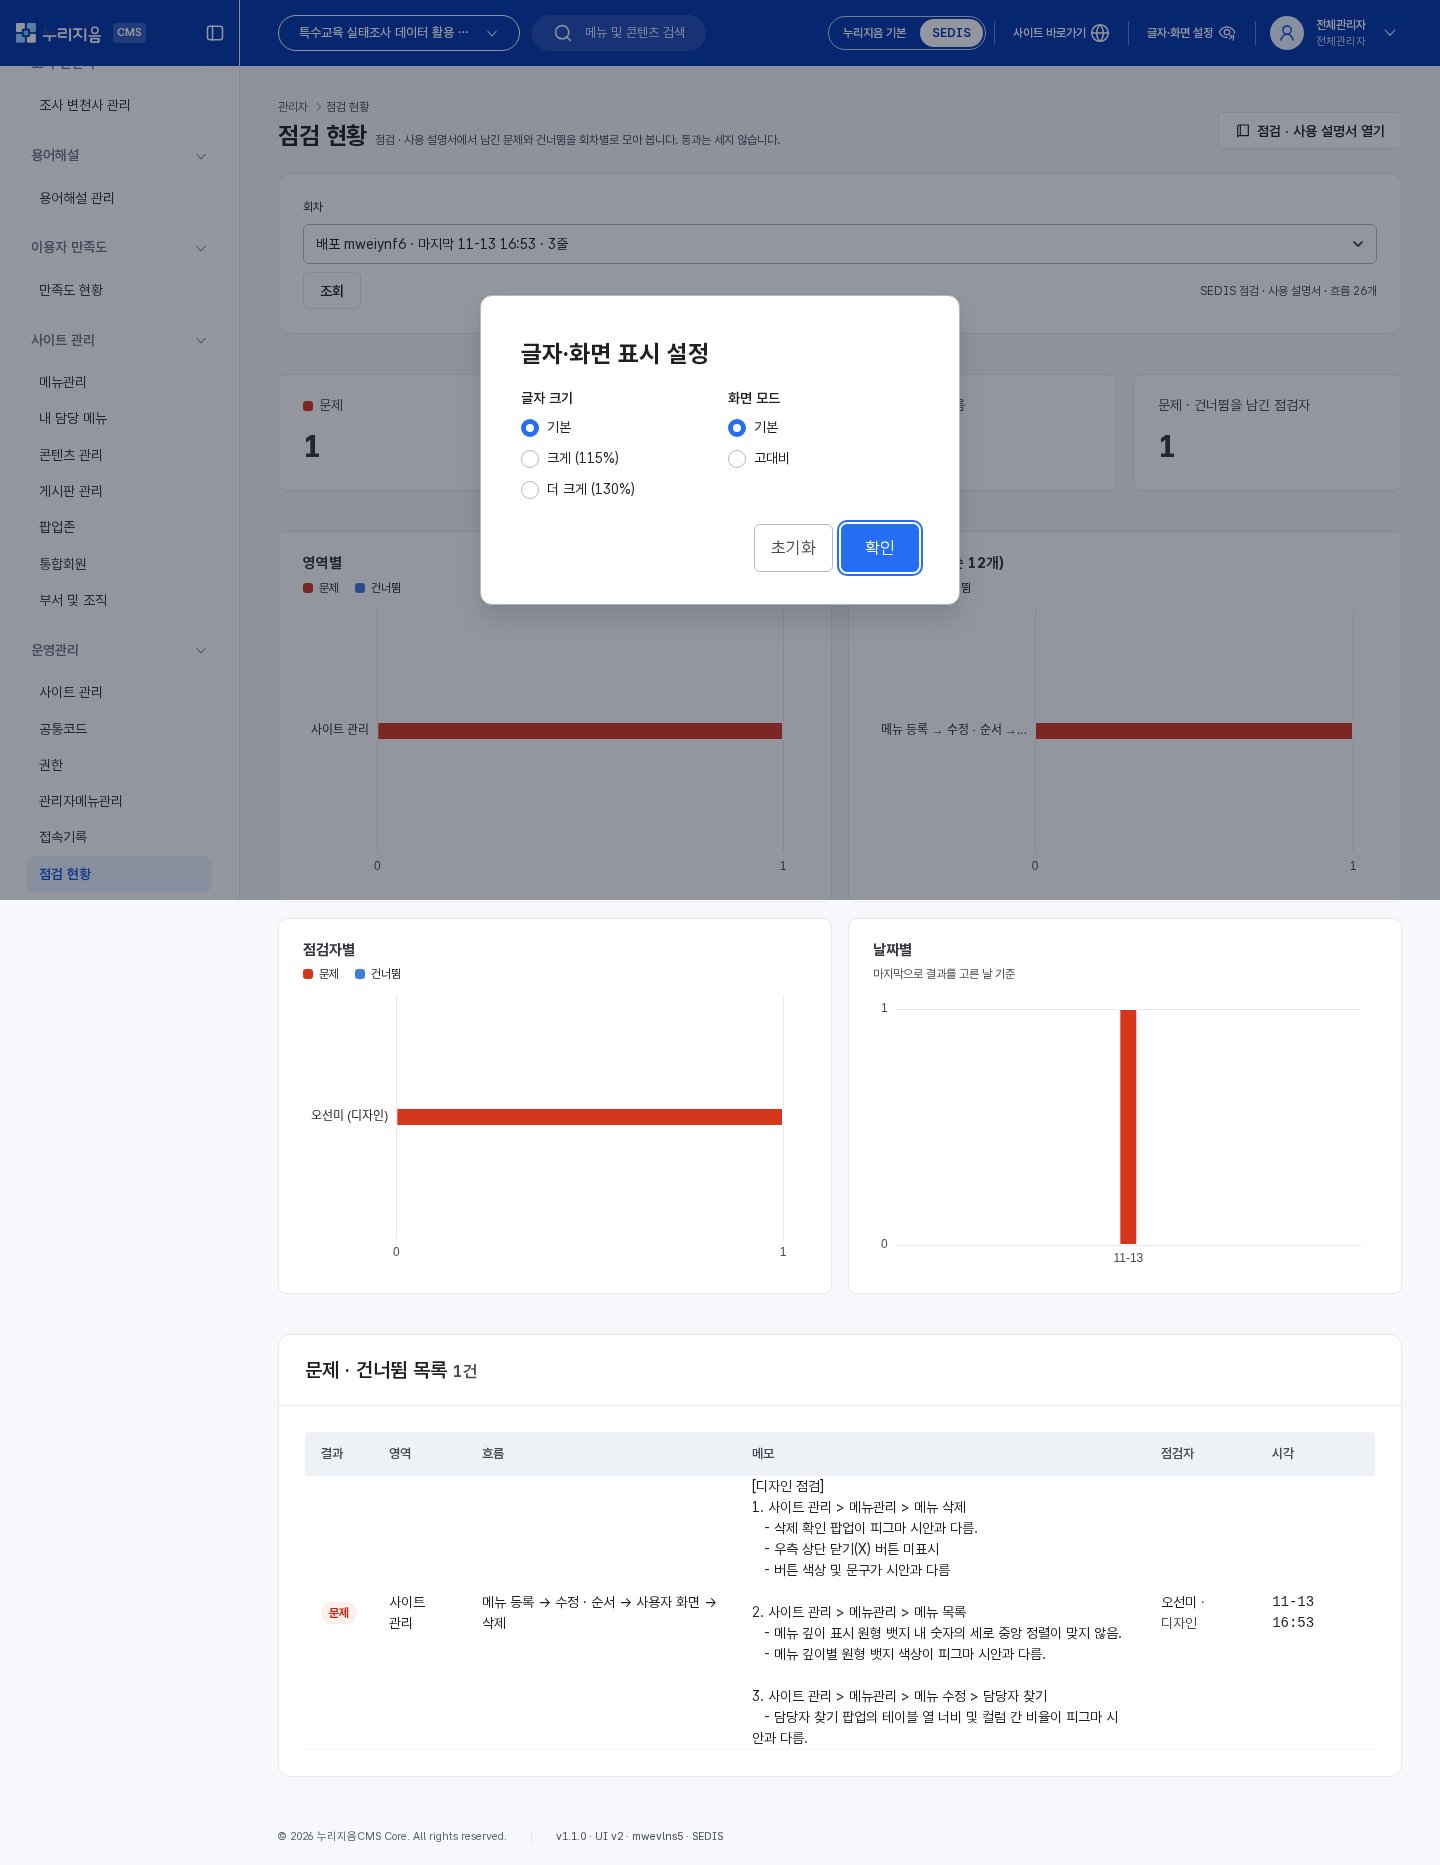 누리지음 CMS
특수교육 실태조사 데이터 활용 ···
메뉴 및 콘텐츠 검색
누리지음 기본
SEDIS
사이트 바로가기
글자·화면 설정
전체관리자
전체관리자
조사 변천사 관리
용어해설
용어해설 관리
이용자 만족도
만족도 현황
사이트 관리
메뉴관리
내 담당 메뉴
콘텐츠 관리
게시판 관리
팝업존
통합회원
부서 및 조직
운영관리
사이트 관리
공통코드
권한
관리자메뉴관리
접속기록
점검 현황
관리자 > 점검 현황
점검 현황
점검 · 사용 설명서에서 남긴 문제와 건너뜀을 회차별로 모아 봅니다. 통과는 세지 않습니다.
점검 · 사용 설명서 열기
회차
배포 mweiynf6 · 마지막 11-13 16:53 · 3줄
조회
SEDIS 점검 · 사용 설명서 · 흐름 26개
문제
1
문제 · 건너뜀을 남긴 점검자
1
글자·화면 표시 설정
글자 크기
기본
크게 (115%)
더 크게 (130%)
화면 모드
기본
고대비
초기화
확인
영역별
문제
건너뜀
사이트 관리
0
1
12개)
메뉴 등록 → 수정 · 순서 →...
0
1
점검자별
문제
건너뜀
오선미 (디자인)
0
1
날짜별
마지막으로 결과를 고른 날 기준
1
0
11-13
문제 · 건너뜀 목록 1건
결과
영역
흐름
메모
점검자
시각
문제
사이트
관리
메뉴 등록 → 수정 · 순서 → 사용자 화면 →
삭제
[디자인 점검]
1. 사이트 관리 > 메뉴관리 > 메뉴 삭제
- 삭제 확인 팝업이 피그마 시안과 다름.
- 우측 상단 닫기(X) 버튼 미표시
- 버튼 색상 및 문구가 시안과 다름
2. 사이트 관리 > 메뉴관리 > 메뉴 목록
- 메뉴 깊이 표시 원형 뱃지 내 숫자의 세로 중앙 정렬이 맞지 않음.
- 메뉴 깊이별 원형 뱃지 색상이 피그마 시안과 다름.
3. 사이트 관리 > 메뉴관리 > 메뉴 수정 > 담당자 찾기
- 담당자 찾기 팝업의 테이블 열 너비 및 컬럼 간 비율이 피그마 시
안과 다름.
오선미 ·
디자인
11-13
16:53
© 2026 누리지음CMS Core. All rights reserved.
v1.1.0 · UI v2 · mwevlns5 · SEDIS